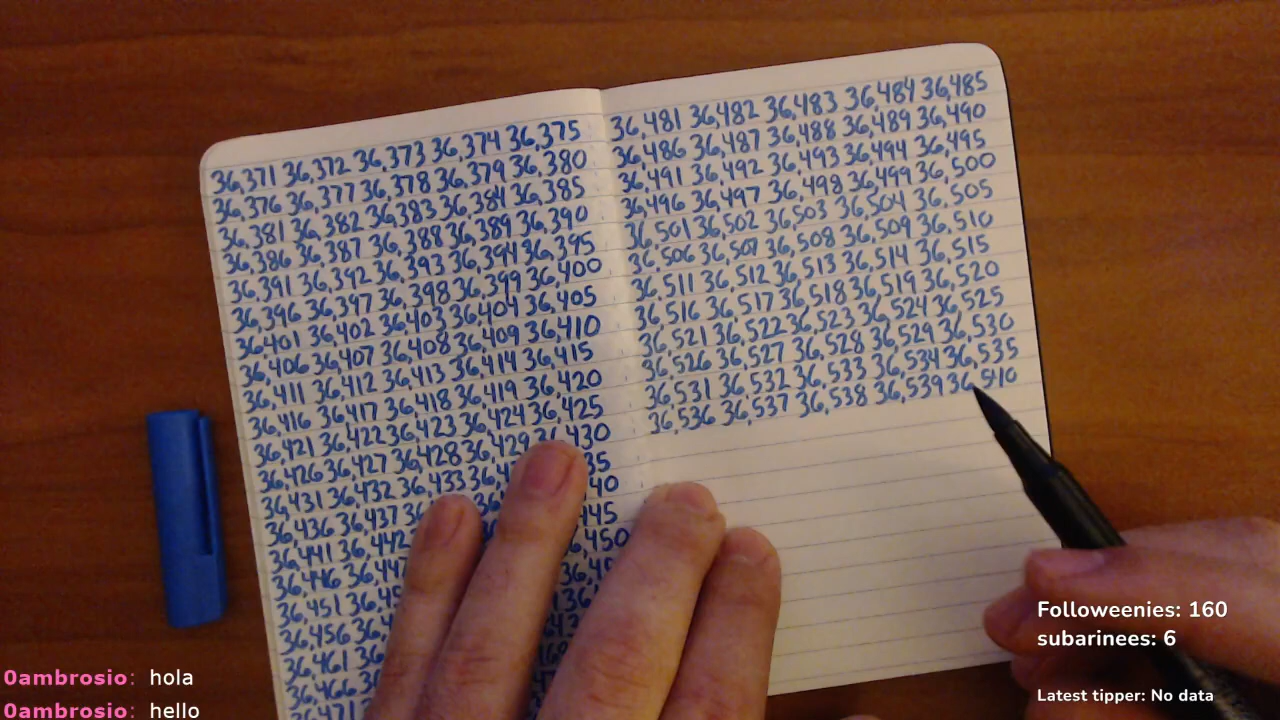 36,371 36,372 36,373 36,374 36,375
36,376 36,377 36,378 36,379 36,380
36,381 36,382 36,383 36,384 36,385
36,386 36,387 36,388 36,389 36,390
36,391 36,392 36,393 36,394 36,395
36,396 36,397 36,398 36,399 36,400
36,401 36,402 36,403 36,404 36,405
36,406 36,407 36,408 36,409 36,410
36,411 36,412 36,413 36,414 36,415
36,416 36,417 36,418 36,419 36,420
36,421 36,422 36,423 36,424 36,425
36,426 36,427 36,428 36,429 36,430
36,431 36,432 36,433
36,436 36,437
36,441 36,442
36,446 36,447 36,450
36,451
36,456
36,461
36,466
36,471
36,481 36,482 36,483 36,484 36,485
36,486 36,487 36,488 36,489 36,490
36,491 36,492 36,493 36,494 36,495
36,496 36,497 36,498 36,499 36,500
36,501 36,502 36,503 36,504 36,505
36,506 36,507 36,508 36,509 36,510
36,511 36,512 36,513 36,514 36,515
36,516 36,517 36,518 36,519 36,520
36,521 36,522 36,523 36,524 36,525
36,526 36,527 36,528 36,529 36,530
36,531 36,532 36,533 36,534 36,535
36,536 36,537 36,538 36,539 36,540
Followeenies: 160
subarinees: 6
Latest tipper: No data
0ambrosio: hola
0ambrosio: hello